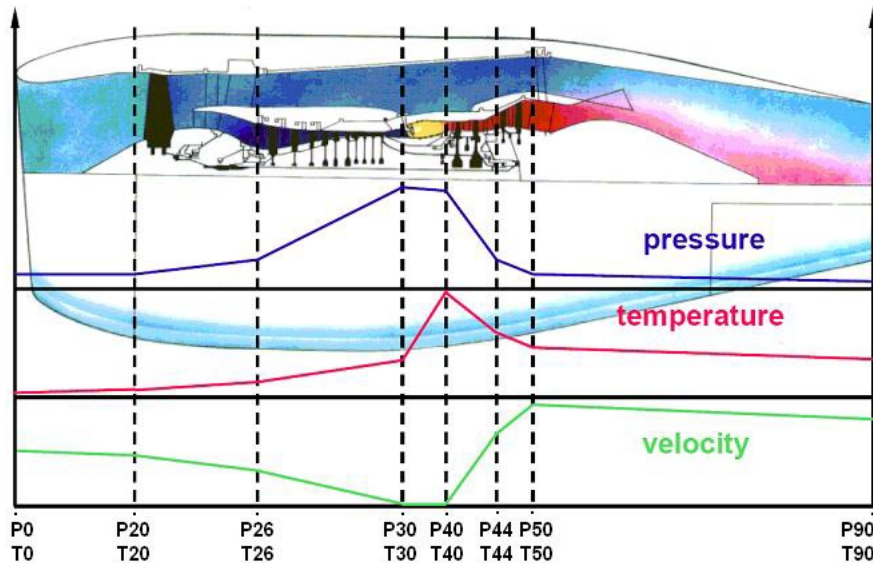 pressure
temperature
velocity
P0 P20 P26 P30 P40 P44 P50 P90
T0 T20 T26 T30 T40 T44 T50 T90